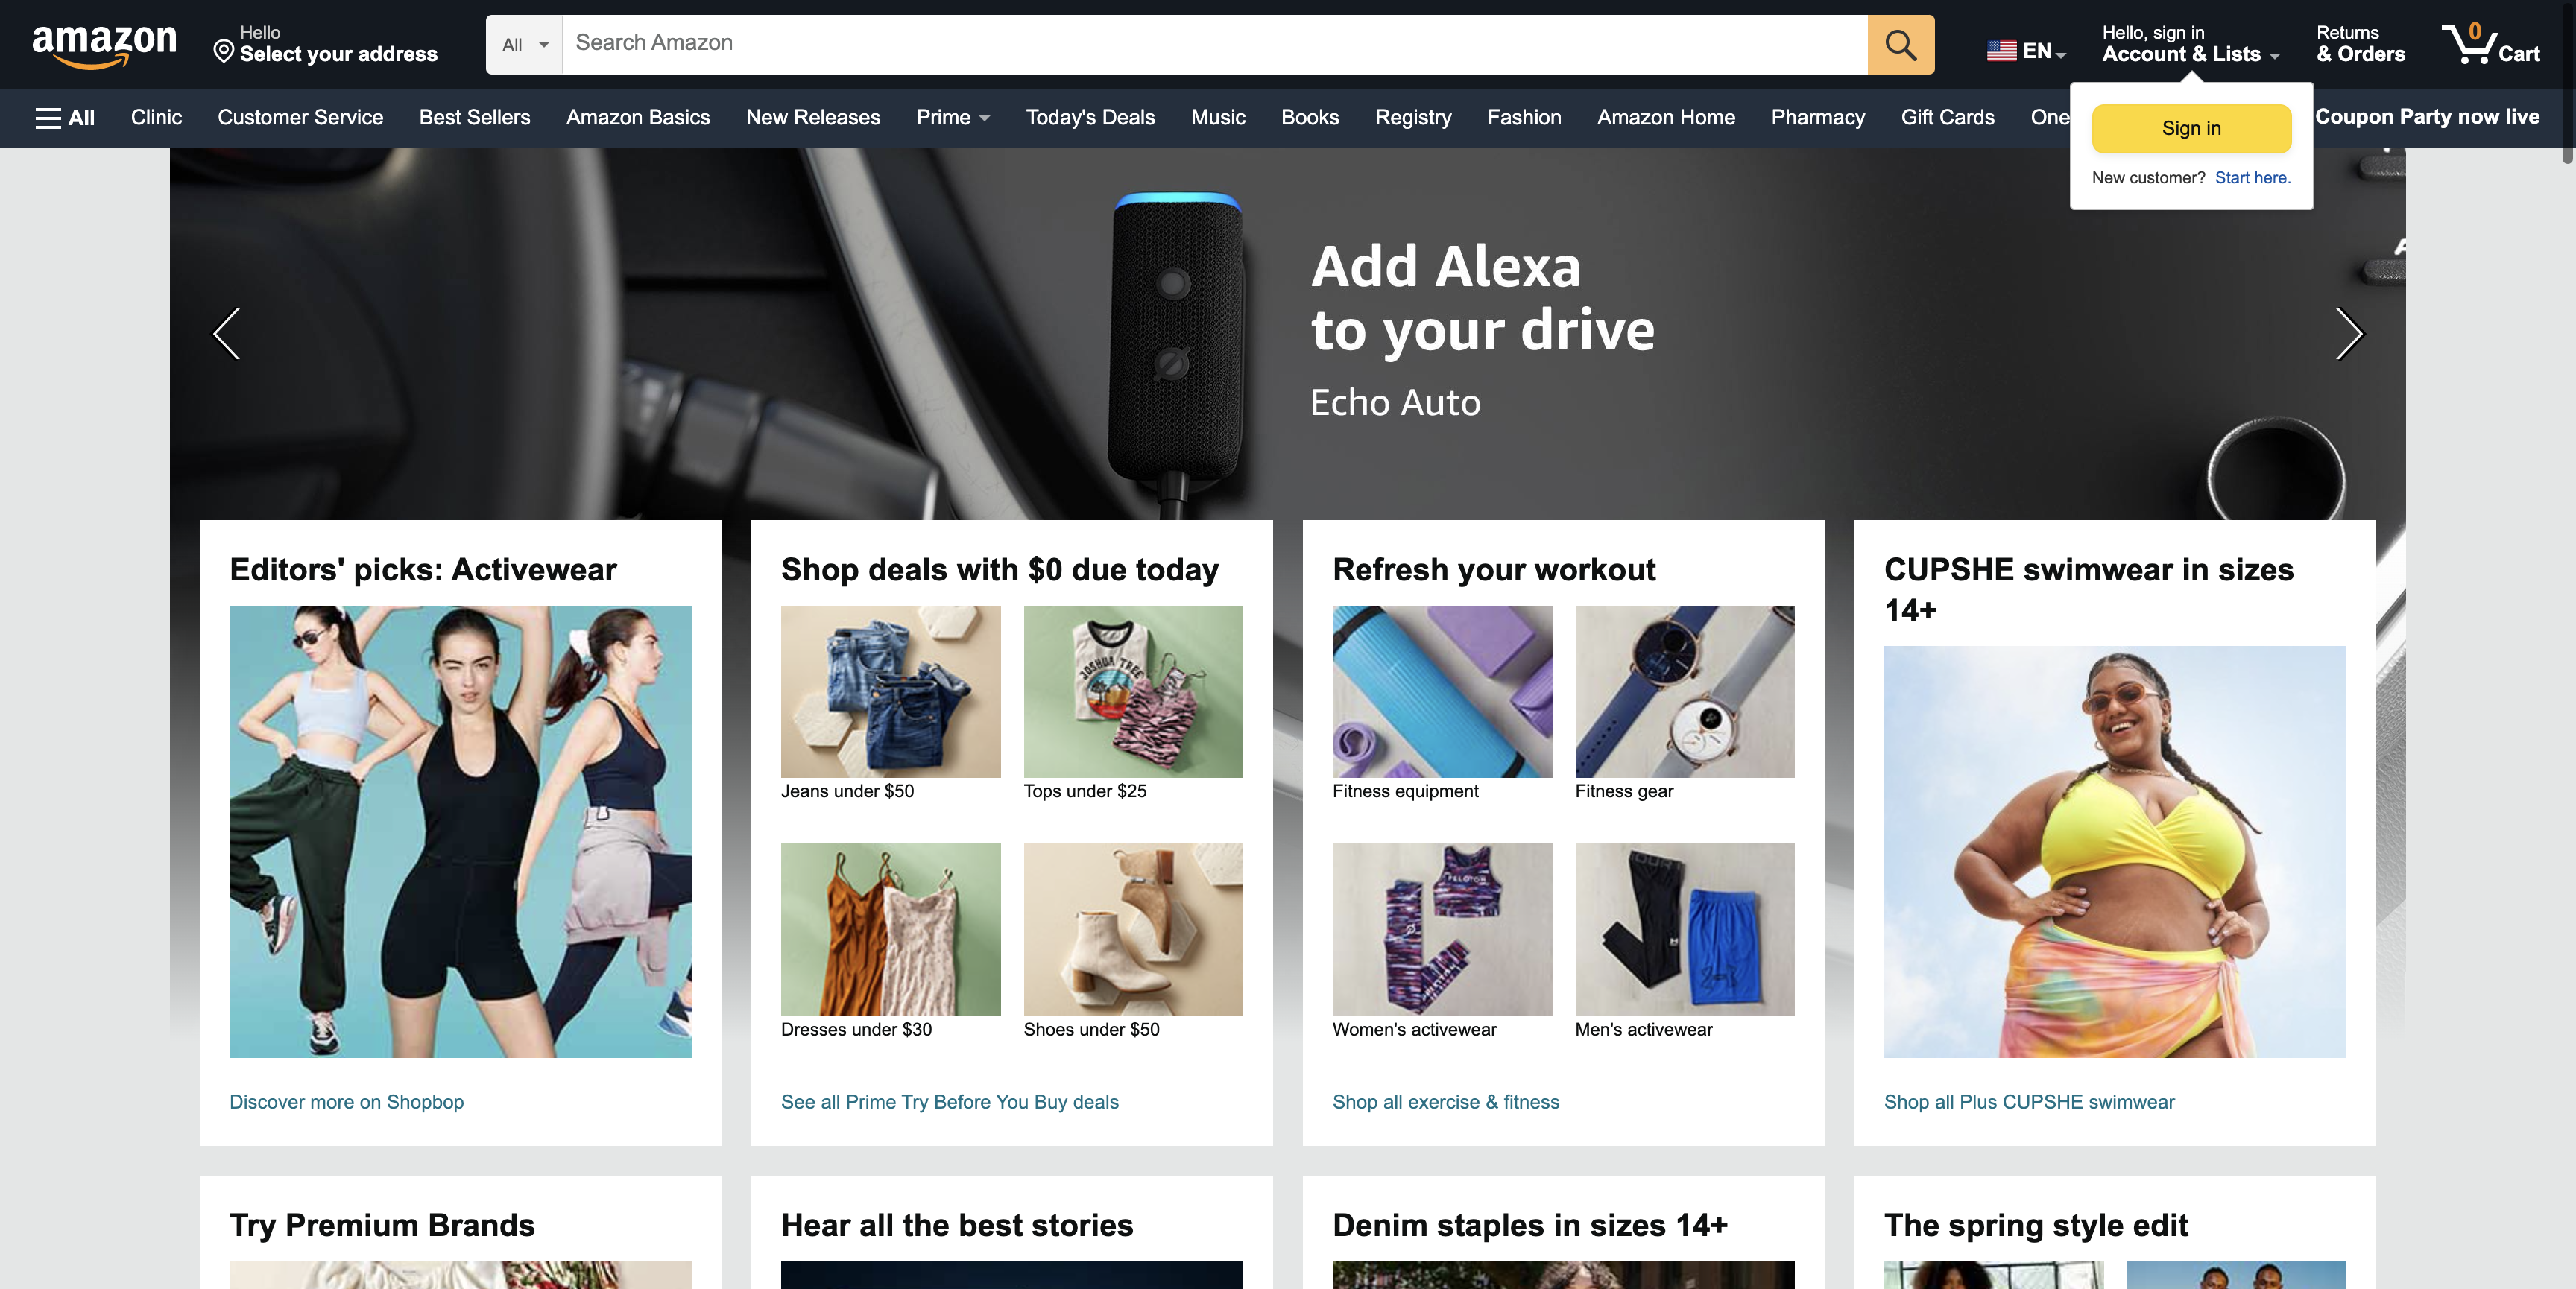 amazon
Hello
Select your address
All
Search Amazon
EN
Hello, sign in
Account & Lists
Returns
& Orders
0
Cart
All
Clinic
Customer Service
Best Sellers
Amazon Basics
New Releases
Prime
Today's Deals
Music
Books
Registry
Fashion
Amazon Home
Pharmacy
Gift Cards
One
Coupon Party now live
Sign in
New customer? Start here.
Add Alexa
to your drive
Echo Auto
Editors' picks: Activewear
Discover more on Shopbop
Shop deals with $0 due today
JOSHUA TREE
Jeans under $50
Tops under $25
Dresses under $30
Shoes under $50
See all Prime Try Before You Buy deals
Refresh your workout
Fitness equipment
Fitness gear
PELOTON
Women's activewear
Men's activewear
Shop all exercise & fitness
CUPSHE swimwear in sizes
14+
Shop all Plus CUPSHE swimwear
Try Premium Brands
Hear all the best stories
Denim staples in sizes 14+
The spring style edit